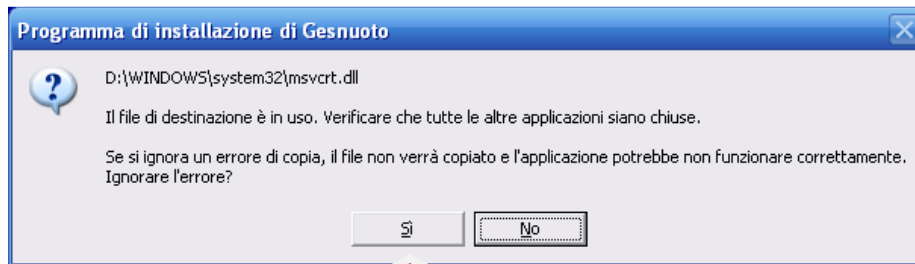 Programma di installazione di Gesnuoto
D:\WINDOWS\system32\msvcrt.dll
Il file di destinazione è in uso. Verificare che tutte le altre applicazioni siano chiuse.
Se si ignora un errore di copia, il file non verrà copiato e l'applicazione potrebbe non funzionare correttamente.
Ignorare l'errore?
Sì No